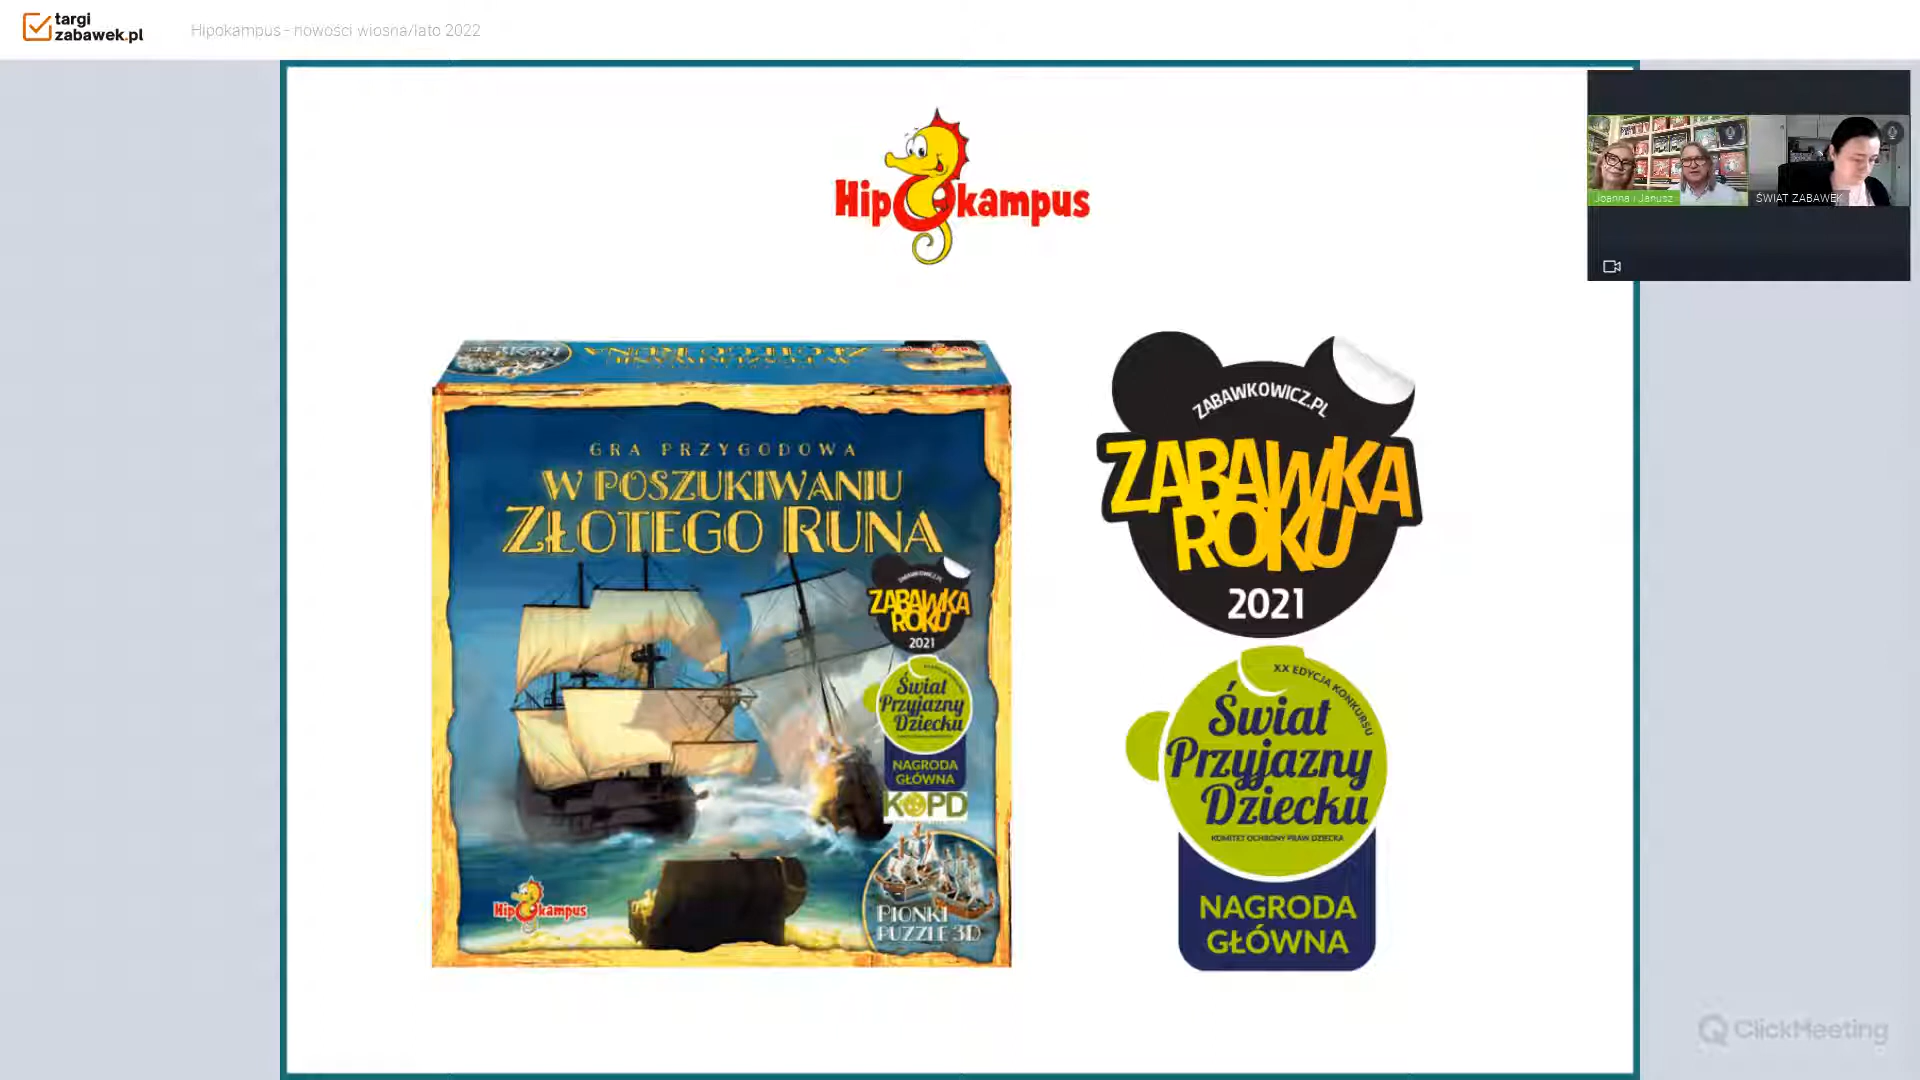 targi
zabawek.pl
Hipokampus - nowości wiosna/lato 2022
Hipokampus
Joanna i Janusz
ŚWIAT ZABAWEK
GRA PRZYGODOWA
W POSZUKIWANIU
ZŁOTEGO RUNA
ZABAWKOWICZ.PL
ZABAWKA
ROKU
2021
Świat
Przyjazny
Dziecku
NAGRODA
GŁÓWNA
KOPD
Hipokampus
PIONKI
PUZZLE 3D
ZABAWKOWICZ.PL
ZABAWKA
ROKU
2021
XX EDYCJA KONKURSU
Świat
Przyjazny
Dziecku
KOMITET OCHRONY PRAW DZIECKA
NAGRODA
GŁÓWNA
ClickMeeting